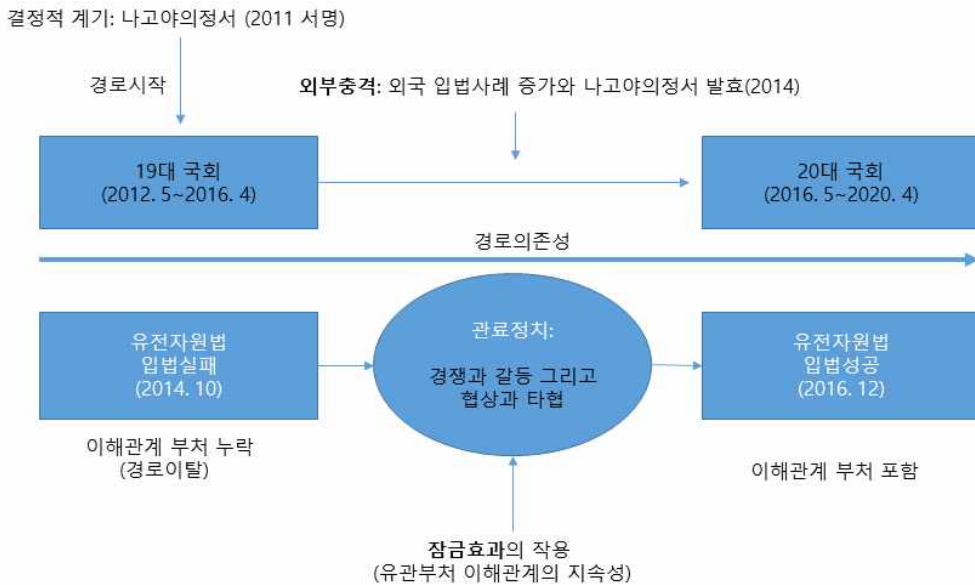 결정적 계기: 나고야의정서 (2011 서명)
경로시작
외부충격: 외국 입법사례 증가와 나고야의정서 발효(2014)
19대 국회
(2012. 5~2016. 4)
20대 국회
(2016. 5~2020. 4)
경로의존성
유전자원법
입법실패
(2014. 10)
관료정치:
경쟁과 갈등 그리고
협상과 타협
유전자원법
입법성공
(2016. 12)
이해관계 부처 누락
(경로이탈)
이해관계 부처 포함
잠금효과의 작용
(유관부처 이해관계의 지속성)